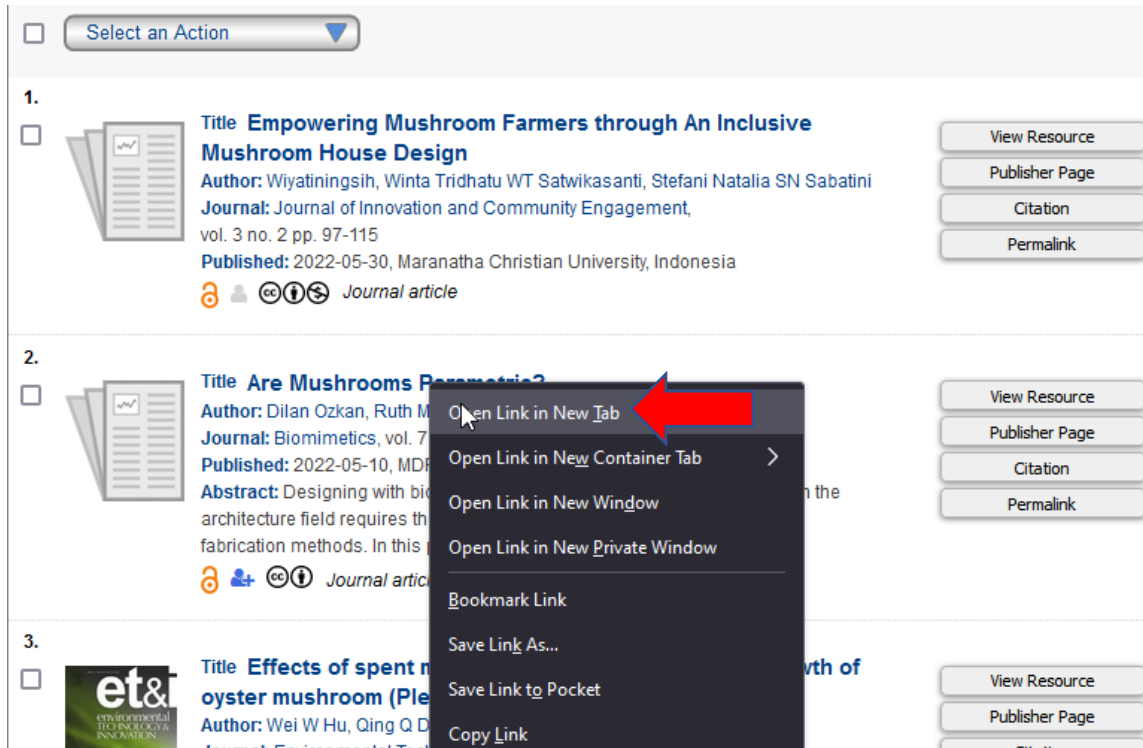 Select an Action
1.
Title Empowering Mushroom Farmers through An Inclusive
Mushroom House Design
Author: Wiyatiningsih, Winta Tridhatu WT Satwikasanti, Stefani Natalia SN Sabatini
Journal: Journal of Innovation and Community Engagement,
vol. 3 no. 2 pp. 97-115
Published: 2022-05-30, Maranatha Christian University, Indonesia
Journal article
View Resource
Publisher Page
Citation
Permalink
2.
Title Are Mushrooms Parametric?
Author: Dilan Ozkan, Ruth
Journal: Biomimetics, vol. 7
Published: 2022-05-10,
Abstract: Designing with the
architecture field requires
fabrication methods. In this
Journal
View Resource
Publisher Page
Citation
Permalink
Open Link in New Tab
Open Link in New Container Tab
Open Link in New Window
Open Link in New Private Window
Bookmark Link
Save Link As...
Save Link to Pocket
Copy Link
3.
et&i
environmental
TECHNOLOGY &
INNOVATION
Title Effects of spent of
oyster mushroom
Author: Wei W Hu, Qing Q
Journal:
View Resource
Publisher Page